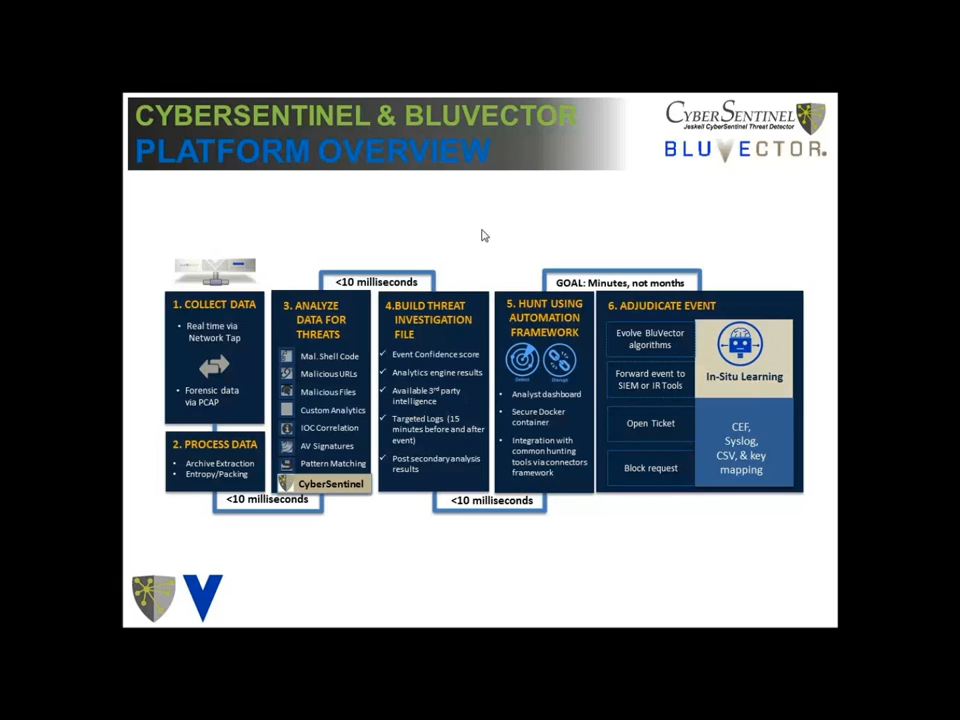 CYBERSENTINEL & BLUVECTOR
PLATFORM OVERVIEW
CYBERSENTINEL
Jaskell CyberSentinel Threat Detector
BLUVECTOR.
<10 milliseconds
GOAL: Minutes, not months
1. COLLECT DATA
Real time via
Network Tap
Forensic data
via PCAP
2. PROCESS DATA
Archive Extraction
Entropy/Packing
<10 milliseconds
3. ANALYZE
DATA FOR
THREATS
Mal. Shell Code
Malicious URLs
Malicious Files
Custom Analytics
IOC Correlation
AV Signatures
Pattern Matching
CyberSentinel
4.BUILD THREAT
INVESTIGATION
FILE
Event Confidence score
Analytics engine results
Available 3rd party
intelligence
Targeted Logs (15
minutes before and after
event)
Post secondary analysis
results
<10 milliseconds
5. HUNT USING
AUTOMATION
FRAMEWORK
Detect
Disrupt
Analyst dashboard
Secure Docker
container
Integration with
common hunting
tools via connectors
framework
6. ADJUDICATE EVENT
Evolve BluVector
algorithms
Forward event to
SIEM or IR Tools
Open Ticket
Block request
In-Situ Learning
CEF,
Syslog,
CSV, & key
mapping